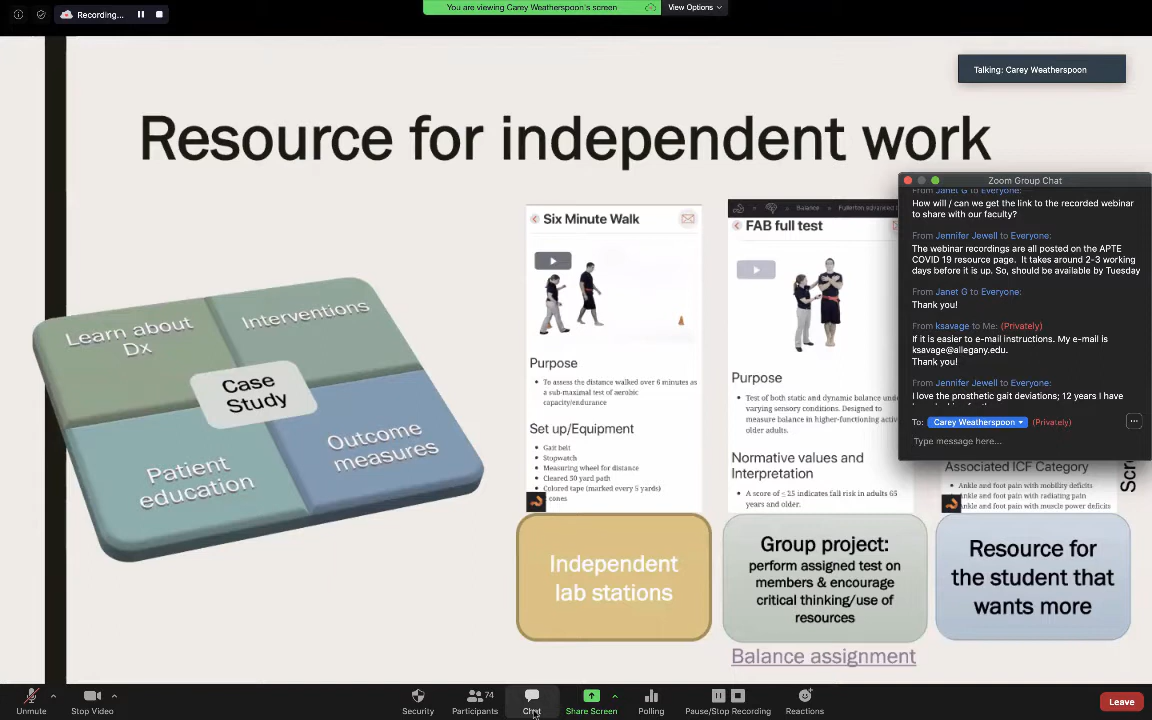 Recording...
You are viewing Carey Weatherspoon's screen
View Options
Talking: Carey Weatherspoon
Resource for independent work
Learn about
Dx
Interventions
Case
Study
Patient
education
Outcome
measures
Six Minute Walk
Purpose
To assess the distance walked over 6 minutes as
a sub-maximal test of aerobic
capacity/endurance
Set up/Equipment
Gait belt
Stopwatch
Measuring wheel for distance
Cleared 50 yard path
Colored tape (marked every 5 yards)
cones
Balance
FAB full test
Purpose
Test of both static and dynamic balance
varying sensory conditions. Designed to
measure balance in higher-functioning
older adults.
Normative values and
Interpretation
A score of ≤ 25 indicates fall risk in adults 65
years and older.
Associated ICF Category
Ankle and foot pain with mobility deficits
Ankle and foot pain with radiating pain
Ankle and foot pain with muscle power deficits
Independent
lab stations
Group project:
perform assigned test on
members & encourage
critical thinking/use of
resources
Resource for
the student that
wants more
Balance assignment
Zoom Group Chat
From Janet G to Everyone:
How will / can we get the link to the recorded webinar
to share with our faculty?
From Jennifer Jewell to Everyone:
The webinar recordings are all posted on the APTE
COVID 19 resource page. It takes around 2-3 working
days before it is up. So, should be available by Tuesday
From Janet G to Everyone:
Thank you!
From ksavage to Me: (Privately)
If it is easier to e-mail instructions. My e-mail is
ksavage@allegany.edu.
Thank you!
From Jennifer Jewell to Everyone:
I love the prosthetic gait deviations; 12 years I have
To: Carey Weatherspoon (Privately)
Type message here...
Unmute
Stop Video
Security
Participants
74
Chat
Share Screen
Polling
Pause/Stop Recording
Reactions
Leave